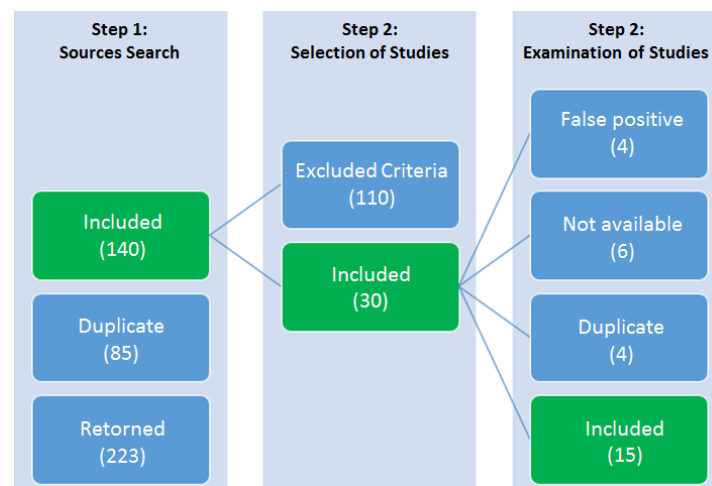 Step 1:
Sources Search
Included
(140)
Duplicate
(85)
Retorned
(223)
Step 2:
Selection of Studies
Excluded Criteria
(110)
Included
(30)
Step 2:
Examination of Studies
False positive
(4)
Not available
(6)
Duplicate
(4)
Included
(15)